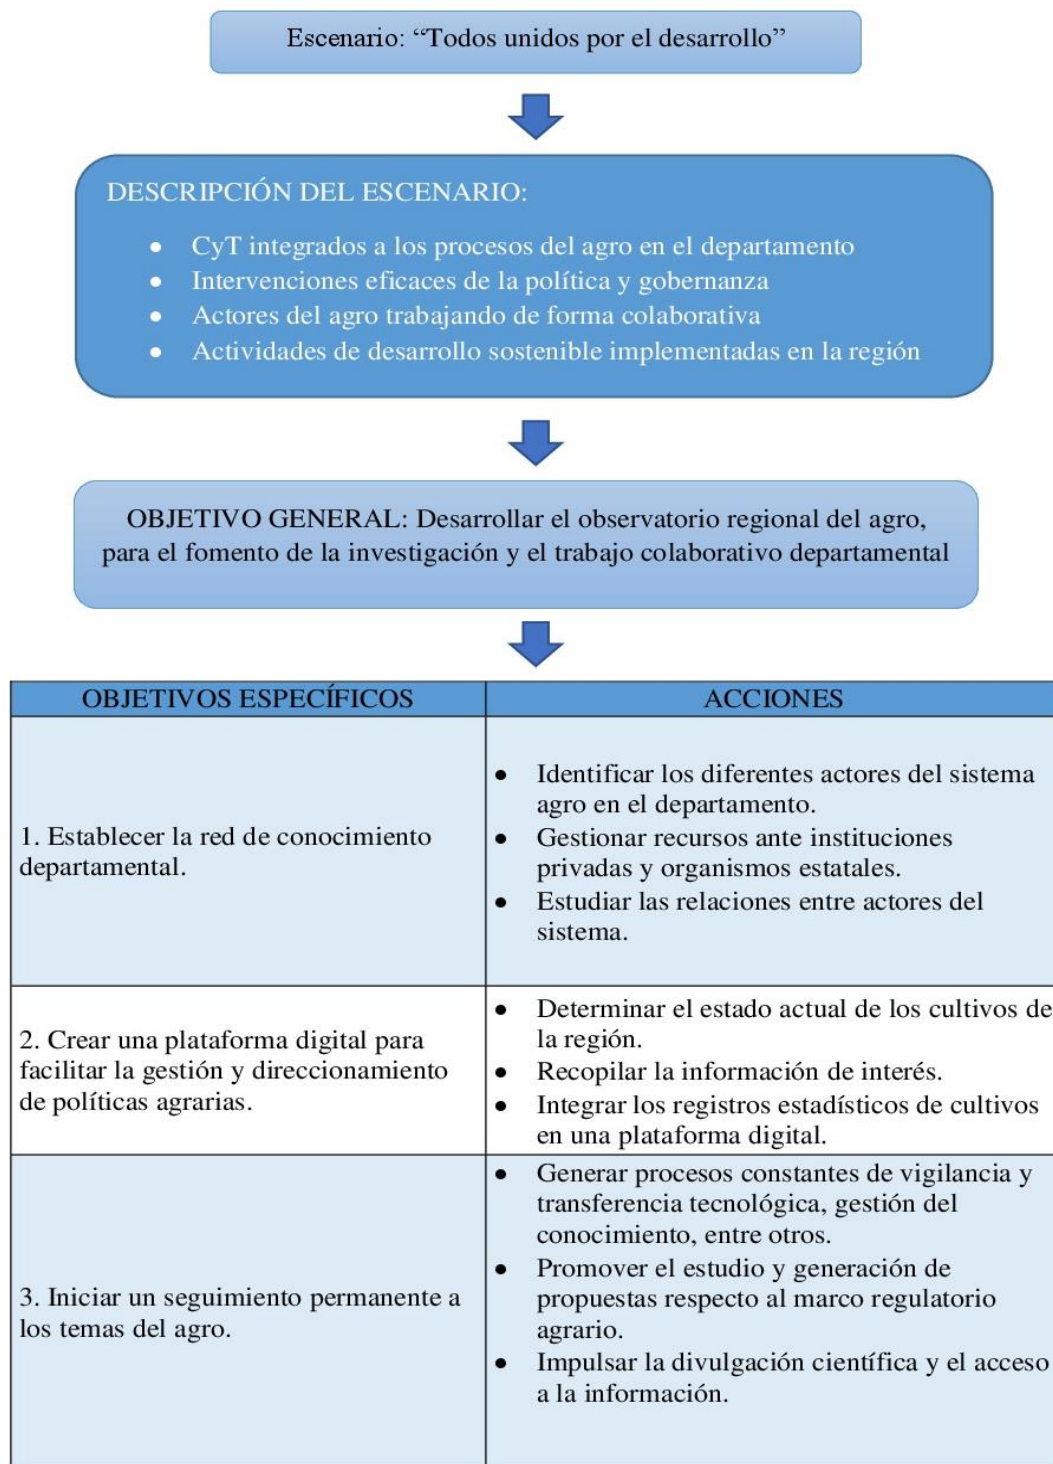 Escenario: “Todos unidos por el desarrollo”
DESCRIPCIÓN DEL ESCENARIO:
● CyT integrados a los procesos del agro en el departamento
● Intervenciones eficaces de la política y gobernanza
● Actores del agro trabajando de forma colaborativa
● Actividades de desarrollo sostenible implementadas en la región
OBJETIVO GENERAL: Desarrollar el observatorio regional del agro,
para el fomento de la investigación y el trabajo colaborativo departamental
OBJETIVOS ESPECÍFICOS
ACCIONES
1. Establecer la red de conocimiento
departamental.
● Identificar los diferentes actores del sistema
agro en el departamento.
● Gestionar recursos ante instituciones
privadas y organismos estatales.
● Estudiar las relaciones entre actores del
sistema.
2. Crear una plataforma digital para
facilitar la gestión y direccionamiento
de políticas agrarias.
● Determinar el estado actual de los cultivos de
la región.
● Recopilar la información de interés.
● Integrar los registros estadísticos de cultivos
en una plataforma digital.
3. Iniciar un seguimiento permanente a
los temas del agro.
● Generar procesos constantes de vigilancia y
transferencia tecnológica, gestión del
conocimiento, entre otros.
● Promover el estudio y generación de
propuestas respecto al marco regulatorio
agrario.
● Impulsar la divulgación científica y el acceso
a la información.